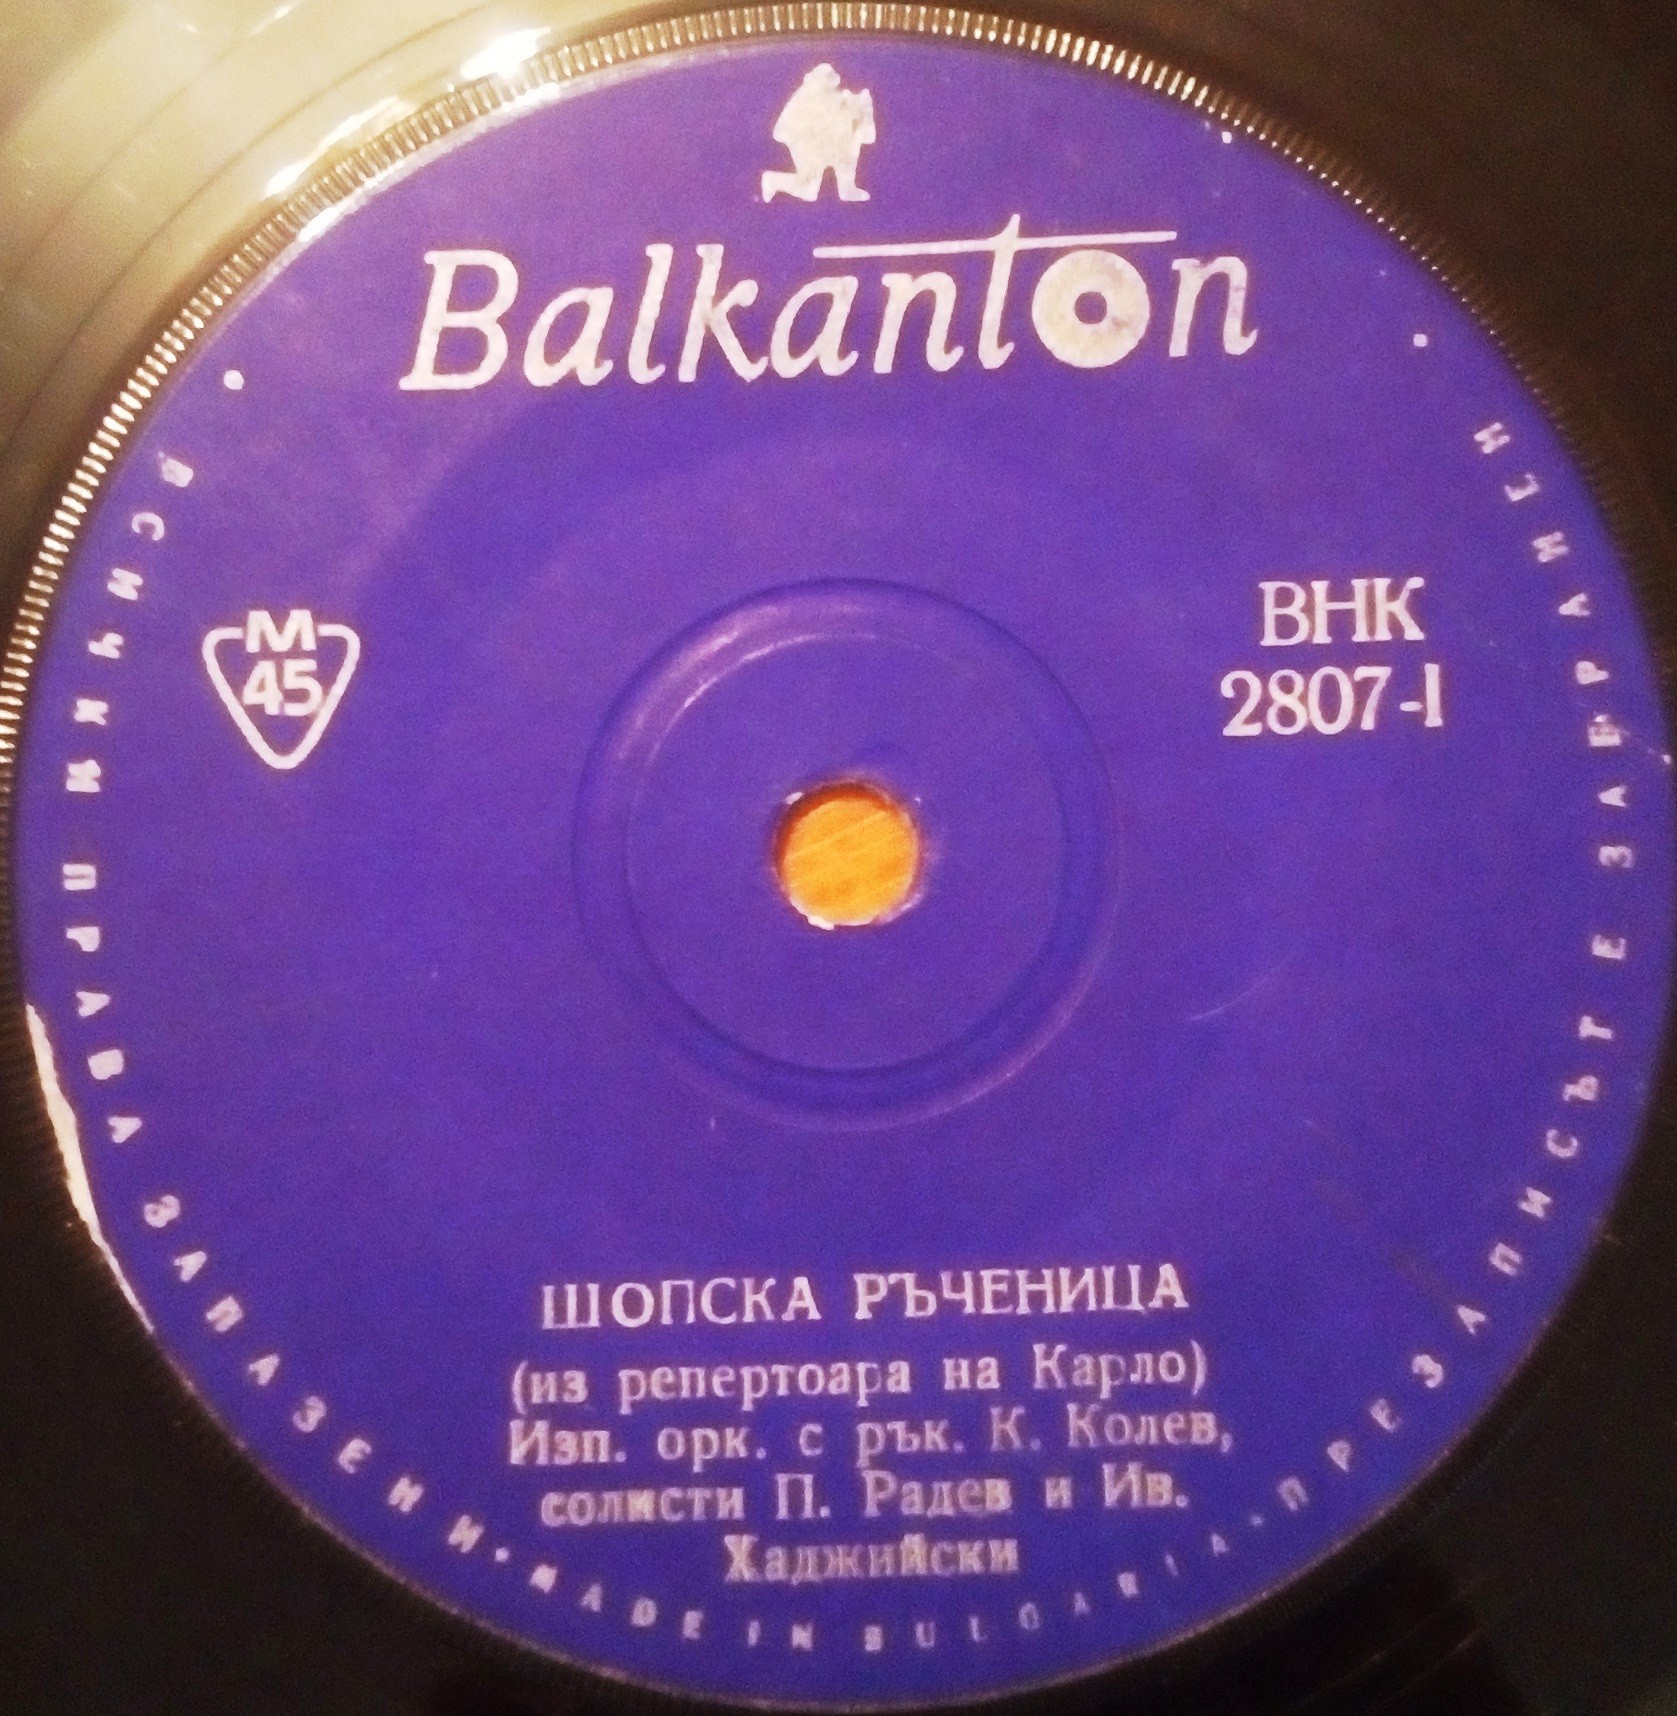 Balkanton
M
45
ВНК
2807-1
ШОПСКА РЪЧЕНИЦА
(из репертоара на Карло)
Изп. орк. с рък. К. Колев,
солисти П. Радев и Ив.
Хаджийски
ВСИЧКИ ПРАВА ЗАПАЗЕНИ • MADE IN BULGARIA • ПРЕЗАПИСЪТ Е ЗАБРАНЕН